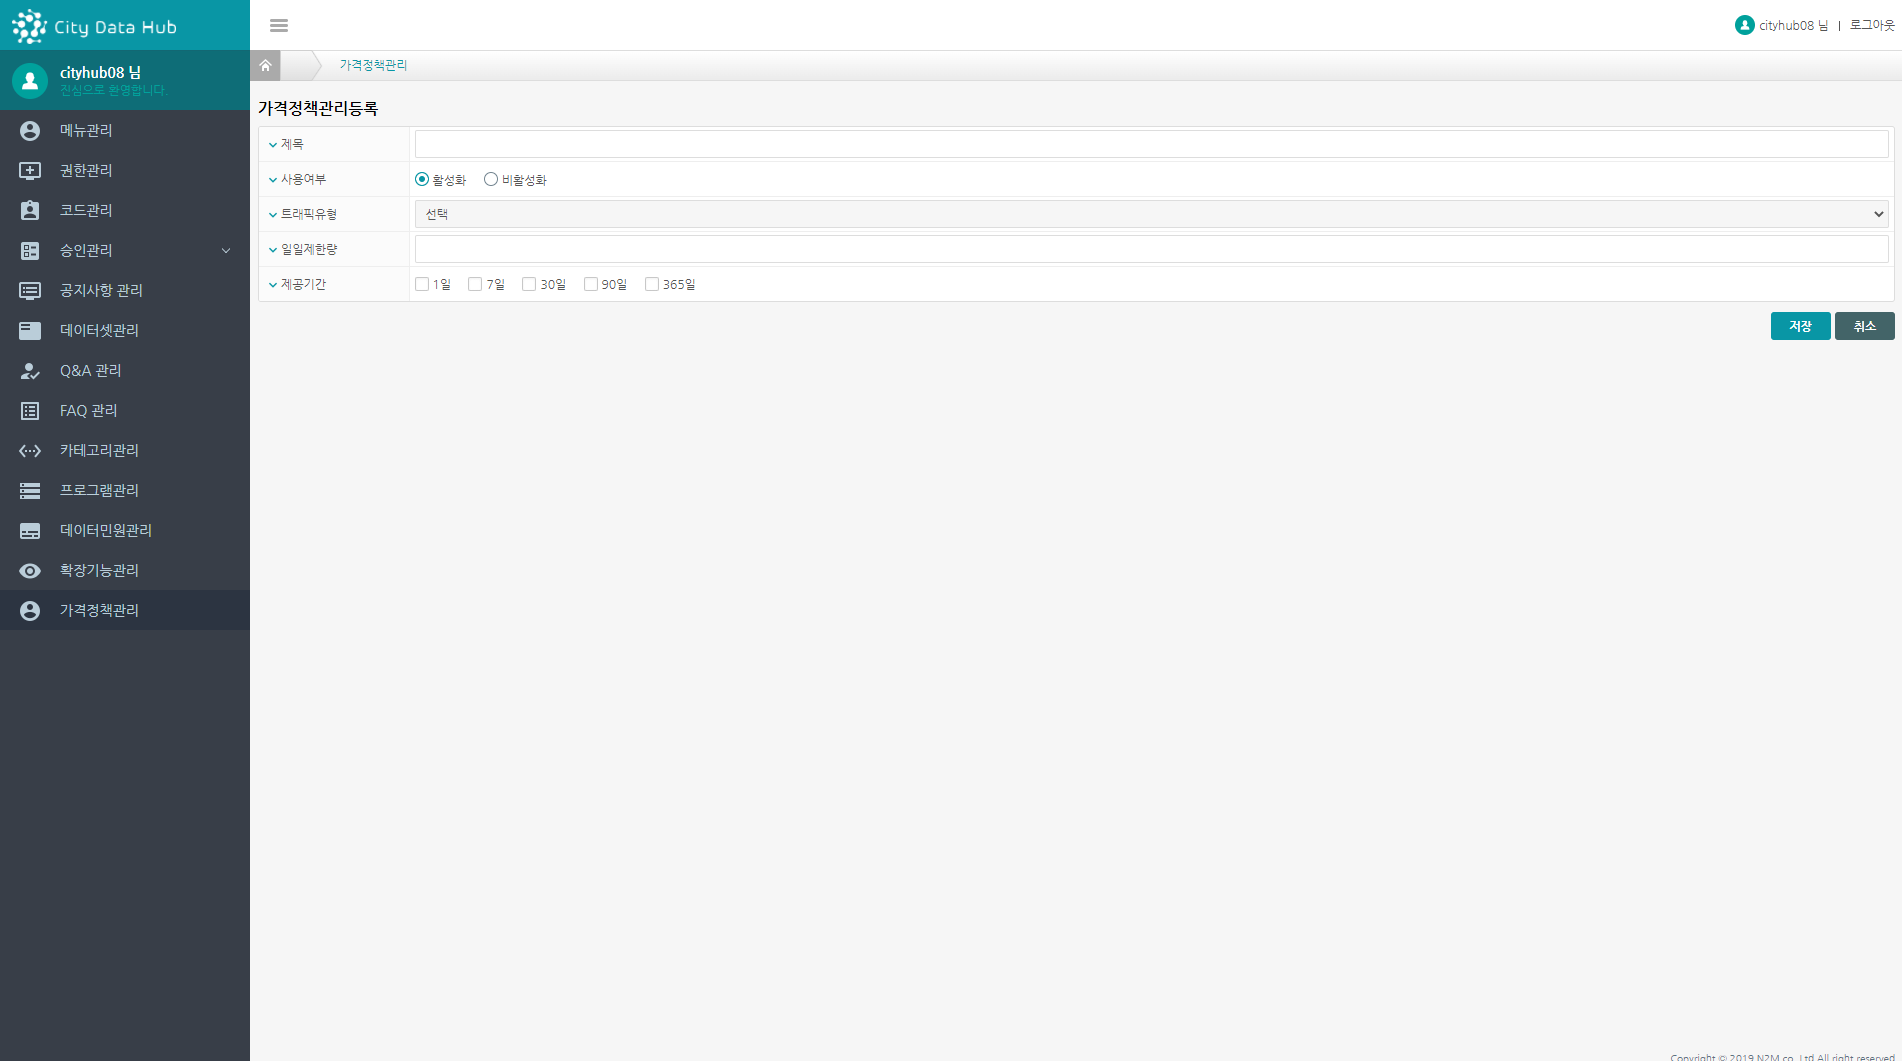 City Data Hub
cityhub08 님 | 로그아웃
cityhub08 님
진심으로 환영합니다.
메뉴관리
권한관리
코드관리
승인관리
공지사항 관리
데이터셋관리
Q&A 관리
FAQ 관리
카테고리관리
프로그램관리
데이터민원관리
확장기능관리
가격정책관리
가격정책관리
가격정책관리등록
제목
사용여부 활성화 비활성화
트래픽유형 선택
일일제한량
제공기간 1일 7일 30일 90일 365일
저장 취소
Copyright © 2019 N2M co. Ltd All right reserved